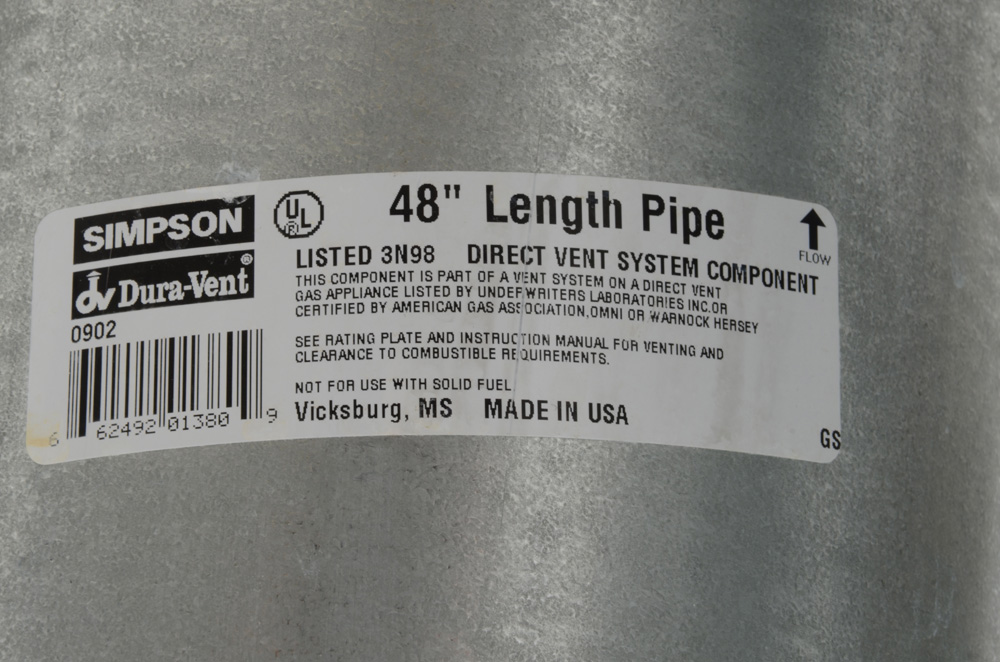 SIMPSON
dv Dura-Vent®
0902
6 62492 01380 9
UL
48" Length Pipe
LISTED 3N98 DIRECT VENT SYSTEM COMPONENT
THIS COMPONENT IS PART OF A VENT SYSTEM ON A DIRECT VENT
GAS APPLIANCE LISTED BY UNDERWRITERS LABORATORIES INC.OR
CERTIFIED BY AMERICAN GAS ASSOCIATION,OMNI OR WARNOCK HERSEY
SEE RATING PLATE AND INSTRUCTION MANUAL FOR VENTING AND
CLEARANCE TO COMBUSTIBLE REQUIREMENTS.
NOT FOR USE WITH SOLID FUEL
Vicksburg, MS MADE IN USA
FLOW
GS